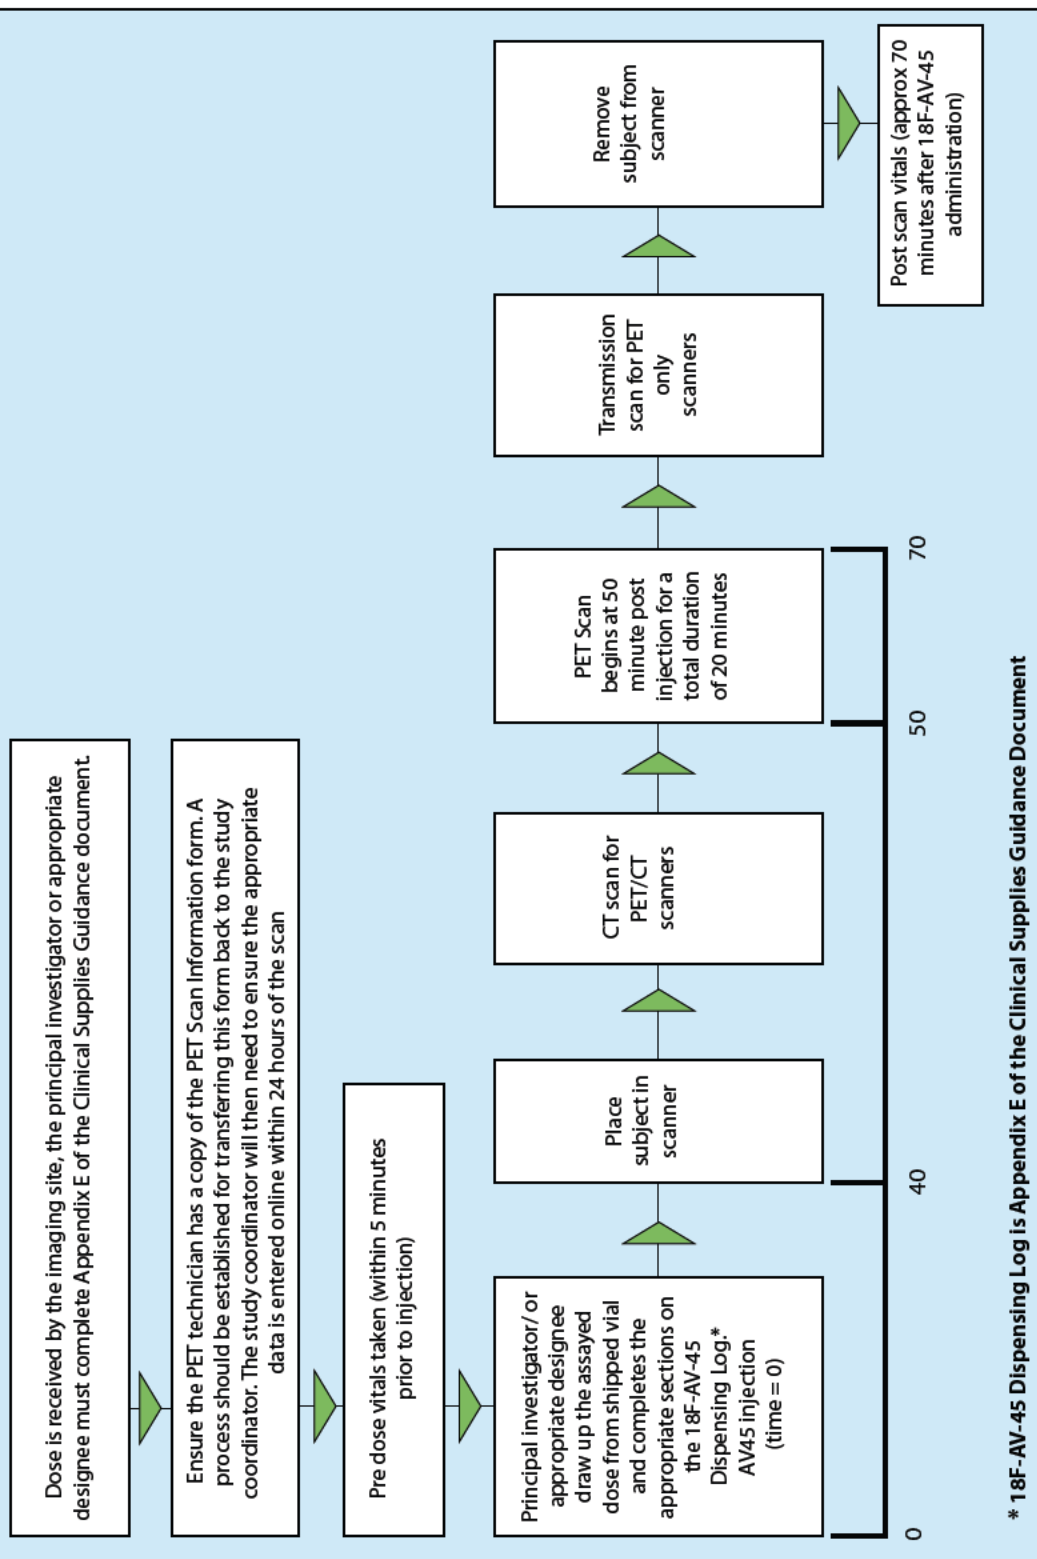 Dose is received by the imaging site, the principal investigator or appropriate
designee must complete Appendix E of the Clinical Supplies Guidance document.
Ensure the PET technician has a copy of the PET Scan Information form. A
process should be established for transferring this form back to the study
coordinator. The study coordinator will then need to ensure the appropriate
data is entered online within 24 hours of the scan
Pre dose vitals taken (within 5 minutes
prior to injection)
Principal investigator/ or
appropriate designee
draw up the assayed
dose from shipped vial
and completes the
appropriate sections on
the 18F-AV-45
Dispensing Log.*
AV45 injection
(time = 0)
Place
subject in
scanner
CT scan for
PET/CT
scanners
PET Scan
begins at 50
minute post
injection for a
total duration
of 20 minutes
Transmission
scan for PET
only
scanners
Remove
subject from
scanner
Post scan vitals (approx 70
minutes after 18F-AV-45
administration)
0
40
50
70
* 18F-AV-45 Dispensing Log is Appendix E of the Clinical Supplies Guidance Document